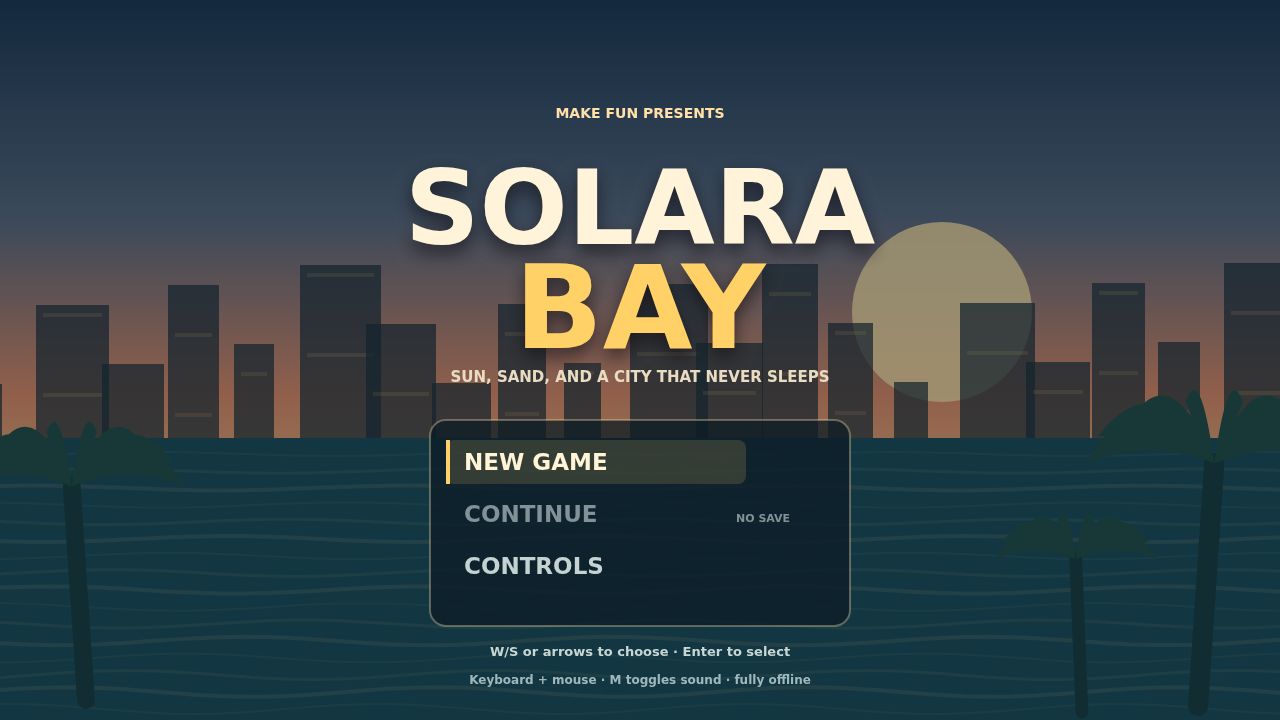 MAKE FUN PRESENTS
SOLARA
BAY
SUN, SAND, AND A CITY THAT NEVER SLEEPS
NEW GAME
CONTINUE NO SAVE
CONTROLS
W/S or arrows to choose · Enter to select
Keyboard + mouse · M toggles sound · fully offline